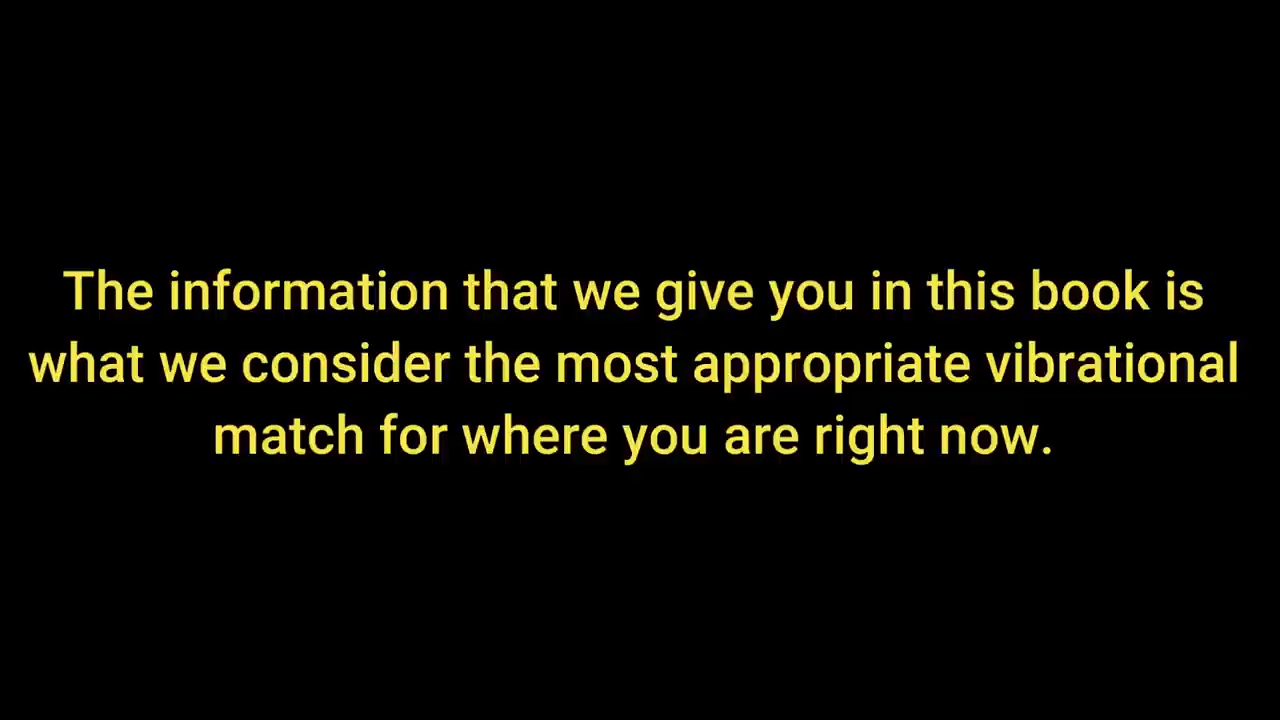 The information that we give you in this book is
what we consider the most appropriate vibrational
match for where you are right now.